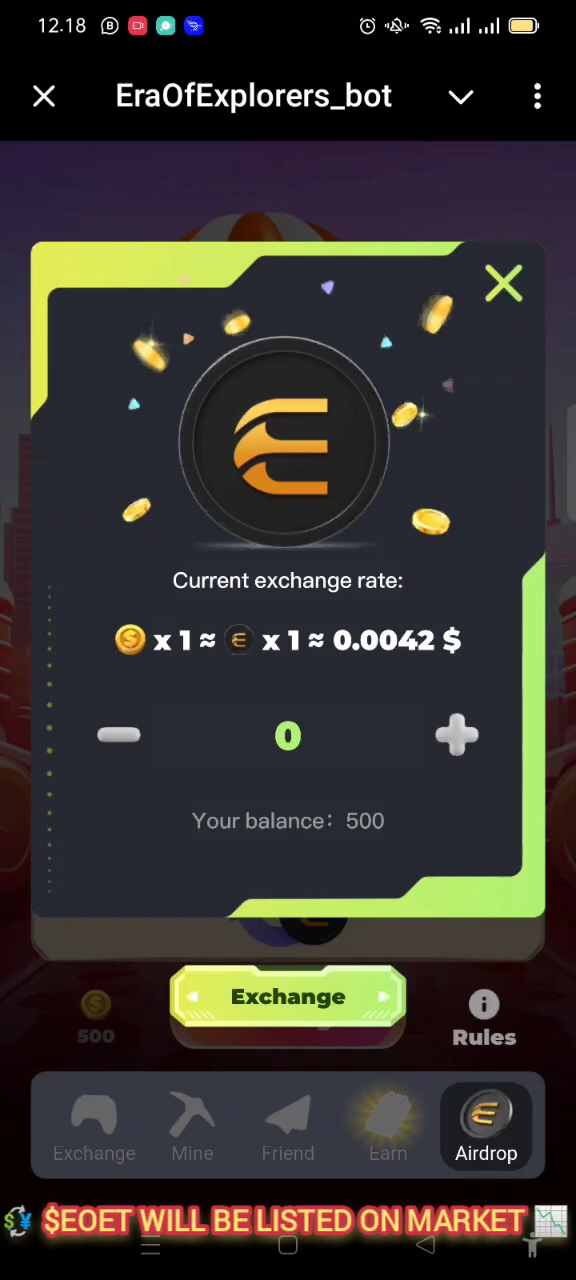 12.18
EraOfExplorers_bot
Current exchange rate:
x 1 ≈ x 1 ≈ 0.0042 $
0
Your balance: 500
Exchange
500
Rules
Exchange Mine Friend Earn Airdrop
$EOET WILL BE LISTED ON MARKET